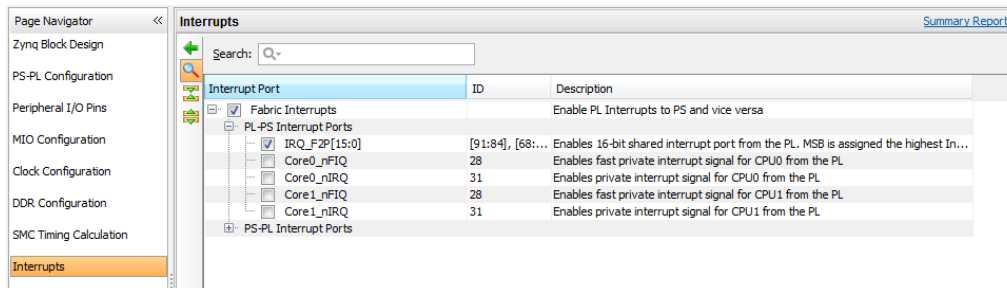 Page Navigator «
Interrupts
Summary Report
Zynq Block Design
PS-PL Configuration
Peripheral I/O Pins
MIO Configuration
Clock Configuration
DDR Configuration
SMC Timing Calculation
Interrupts
Search:
Interrupt Port ID Description
Fabric Interrupts Enable PL Interrupts to PS and vice versa
PL-PS Interrupt Ports
IRQ_F2P[15:0] [91:84], [68:... Enables 16-bit shared interrupt port from the PL. MSB is assigned the highest In...
Core0_nFIQ 28 Enables fast private interrupt signal for CPU0 from the PL
Core0_nIRQ 31 Enables private interrupt signal for CPU0 from the PL
Core1_nFIQ 28 Enables fast private interrupt signal for CPU1 from the PL
Core1_nIRQ 31 Enables private interrupt signal for CPU1 from the PL
PS-PL Interrupt Ports